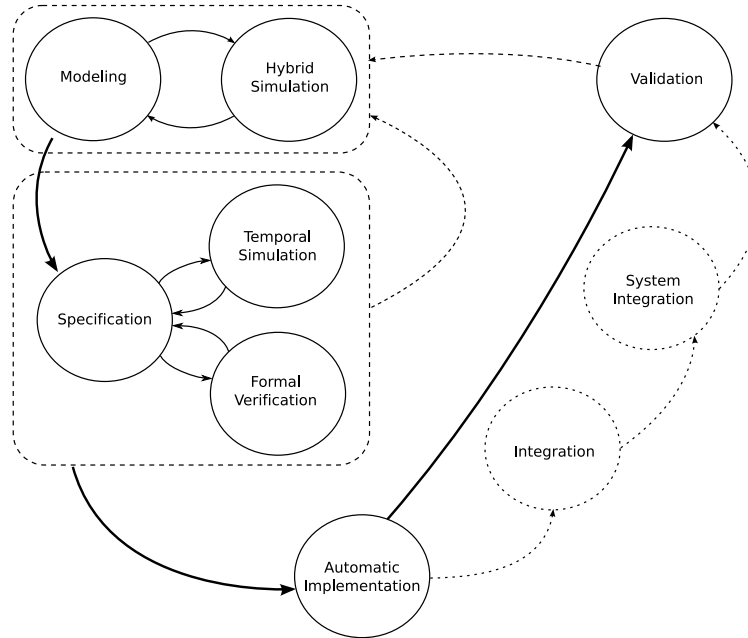 Modeling
Hybrid
Simulation
Validation
Temporal
Simulation
Specification
Formal
Verification
System
Integration
Integration
Automatic
Implementation